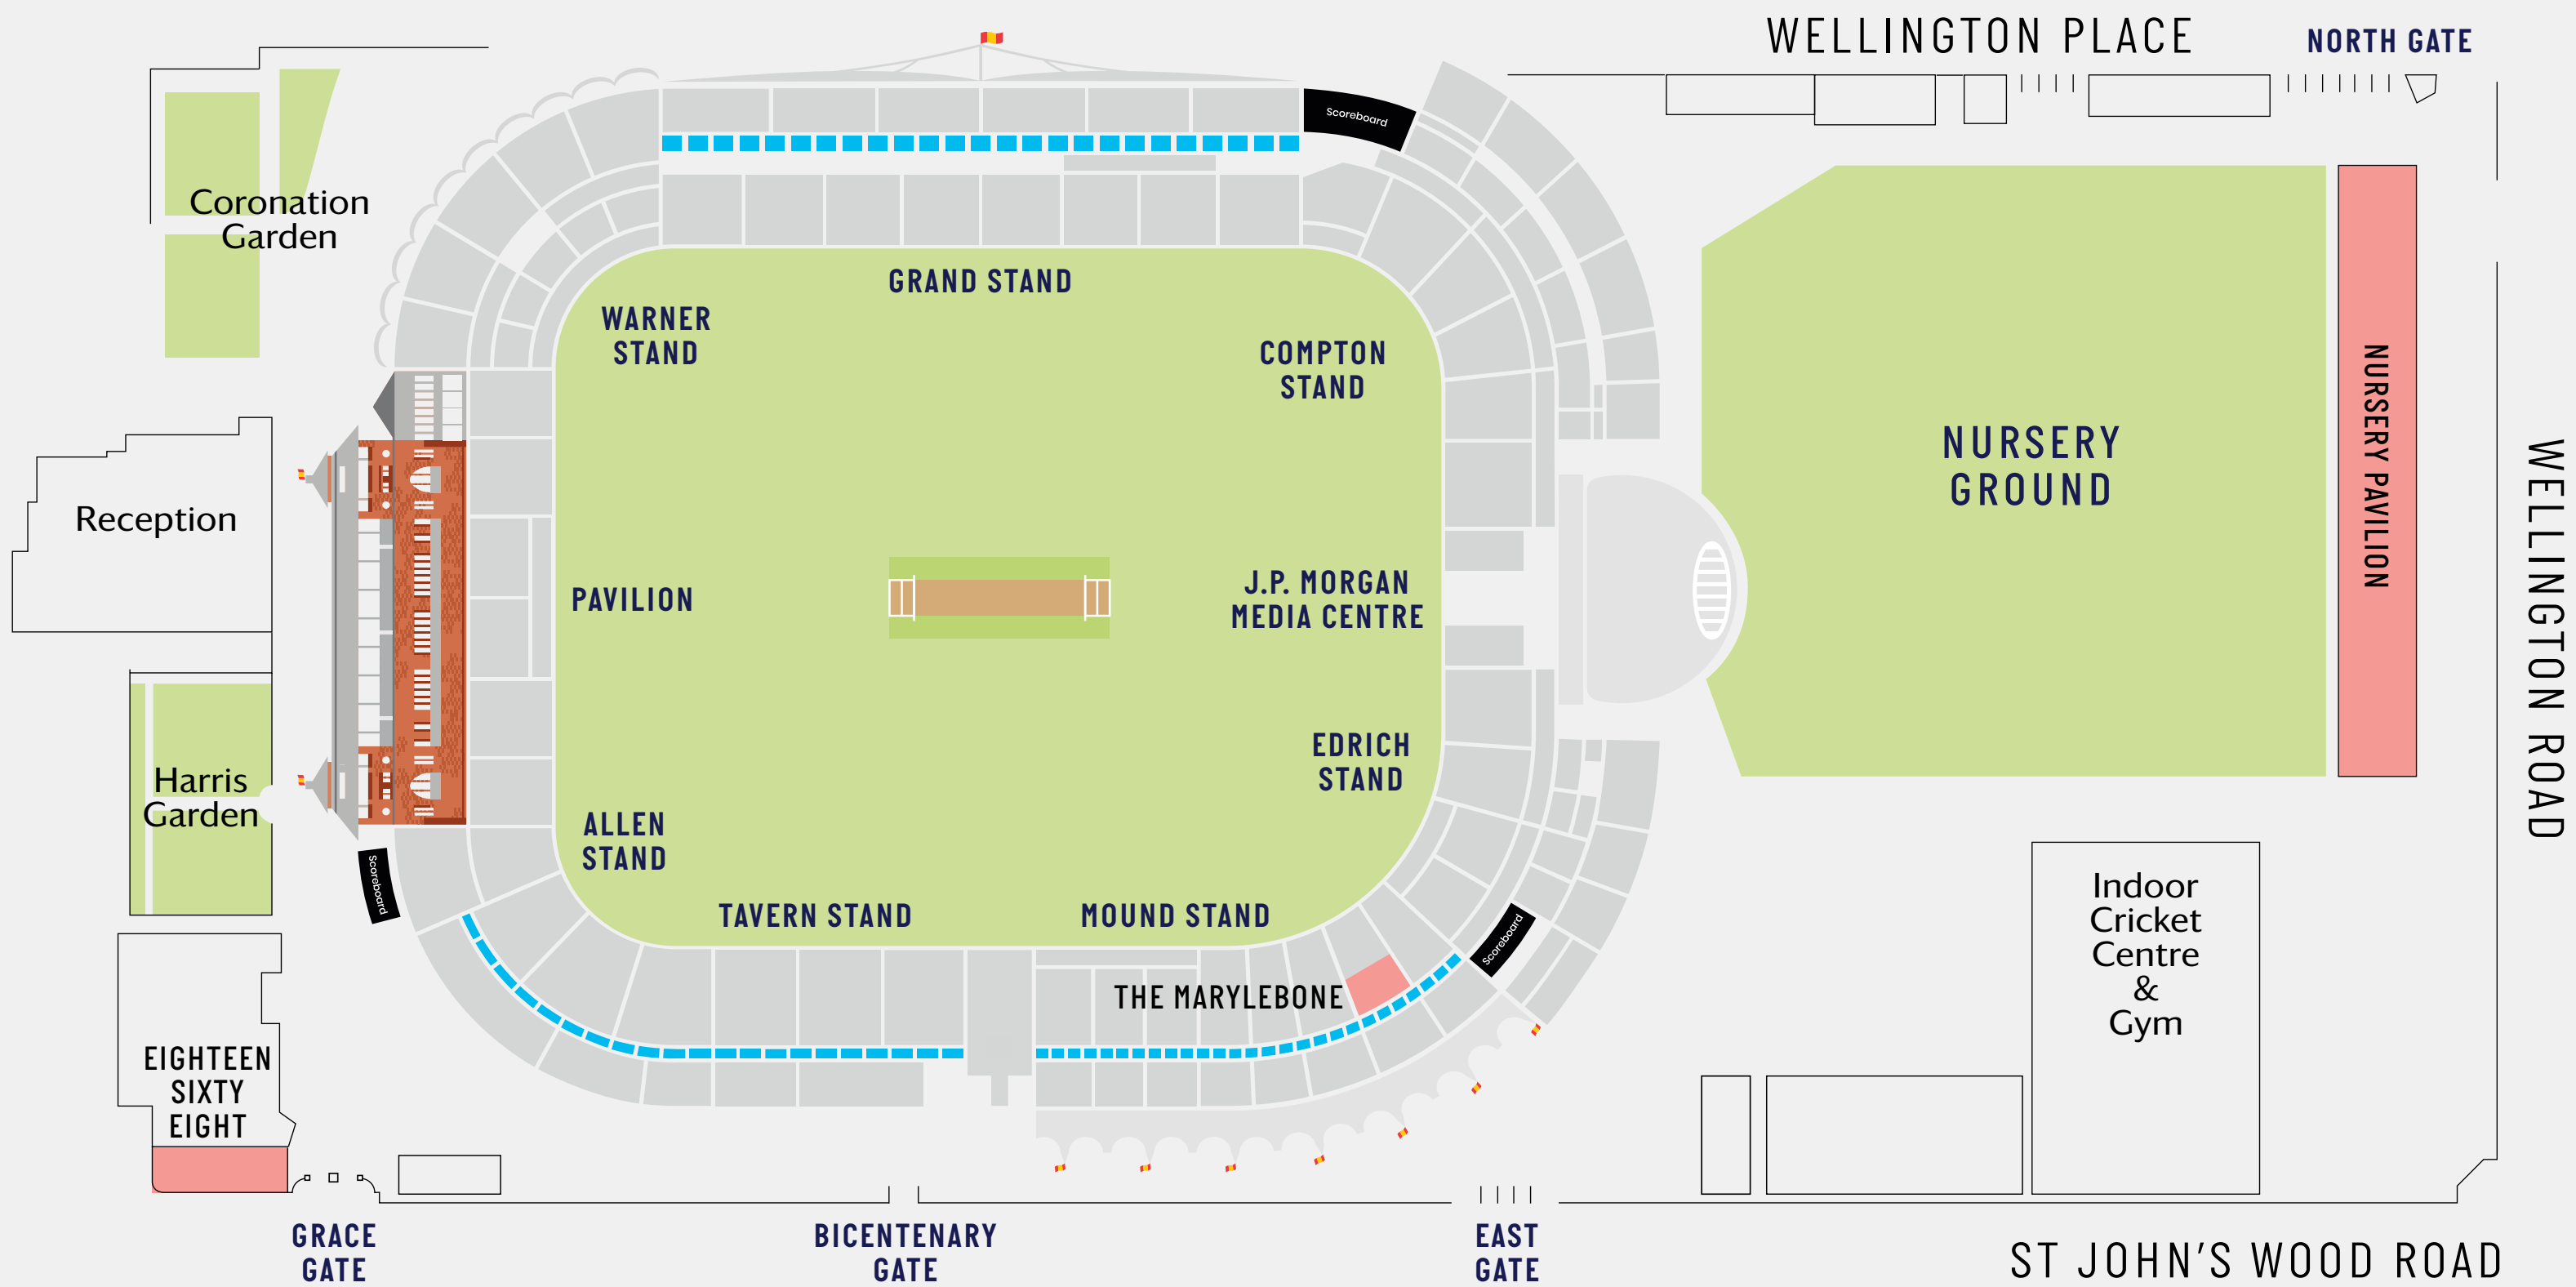 WELLINGTON PLACE
NORTH GATE
Scoreboard
Coronation
Garden
GRAND STAND
WARNER
STAND
COMPTON
STAND
NURSERY
GROUND
NURSERY PAVILION
WELLINGTON ROAD
Reception
PAVILION
J.P. MORGAN
MEDIA CENTRE
EDRICH
STAND
Harris
Garden
ALLEN
STAND
Scoreboard
TAVERN STAND
MOUND STAND
Scoreboard
THE MARYLEBONE
Indoor
Cricket
Centre
&
Gym
EIGHTEEN
SIXTY
EIGHT
GRACE
GATE
BICENTENARY
GATE
EAST
GATE
ST JOHN'S WOOD ROAD